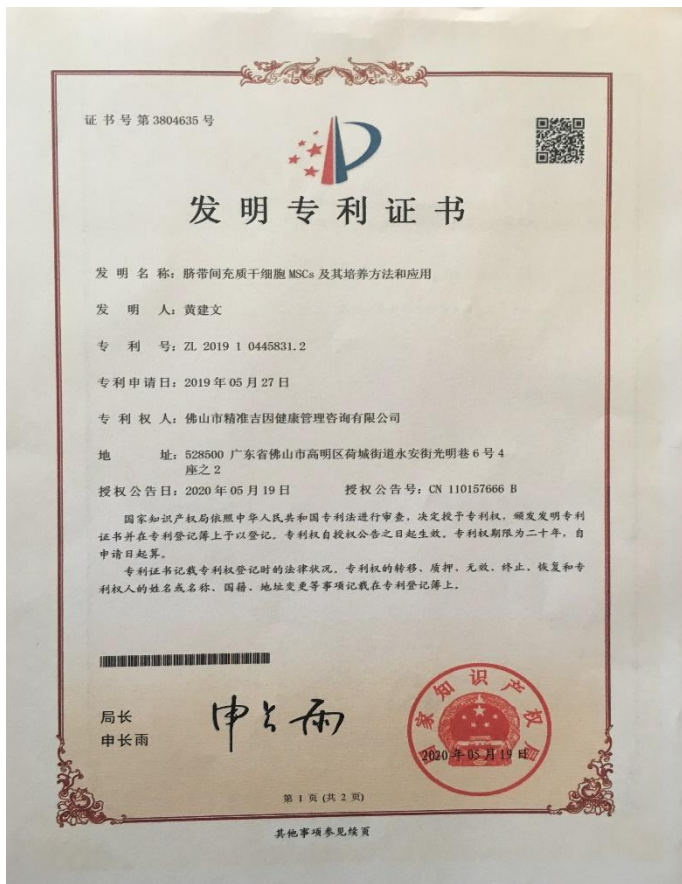 证书号第3804635号
发明专利证书
发明名称：脐带间充质干细胞MSCs及其培养方法和应用
发明人：黄建文
专利号：ZL 2019 1 0445831.2
专利申请日：2019年05月27日
专利权人：佛山市精准吉因健康管理咨询有限公司
地址：528500 广东省佛山市高明区荷城街道永安街光明巷6号4
座之2
授权公告日：2020年05月19日 授权公告号：CN 110157666 B
国家知识产权局依照中华人民共和国专利法进行审查，决定授予专利权，颁发发明专利
证书并在专利登记簿上予以登记。专利权自授权公告之日起生效。专利权期限为二十年，自
申请日起算。
专利证书记载专利权登记时的法律状况。专利权的转移、质押、无效、终止、恢复和专
利权人的姓名或名称、国籍、地址变更等事项记载在专利登记簿上。
局长
申长雨
申长雨
国家知识产权局
2020年05月19日
第1页(共2页)
其他事项参见续页